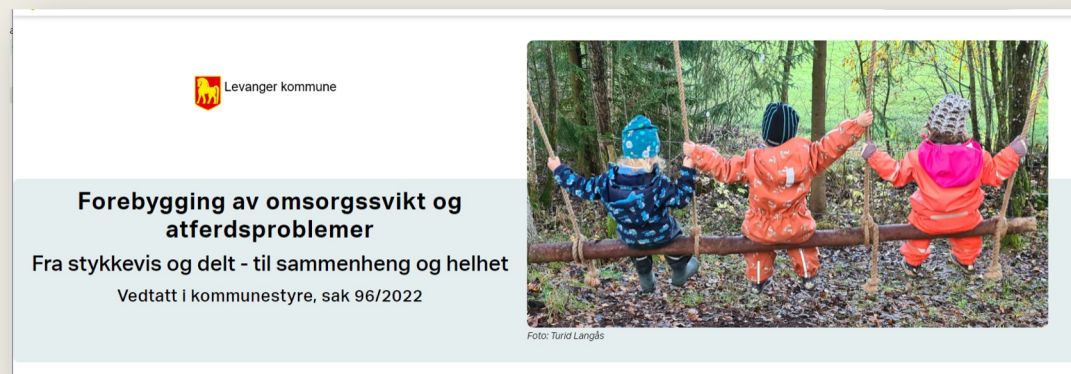 Levanger kommune
Forebygging av omsorgssvikt og
atferdsproblemer
Fra stykkevis og delt - til sammenheng og helhet
Vedtatt i kommunestyre, sak 96/2022
Foto: Turid Langås